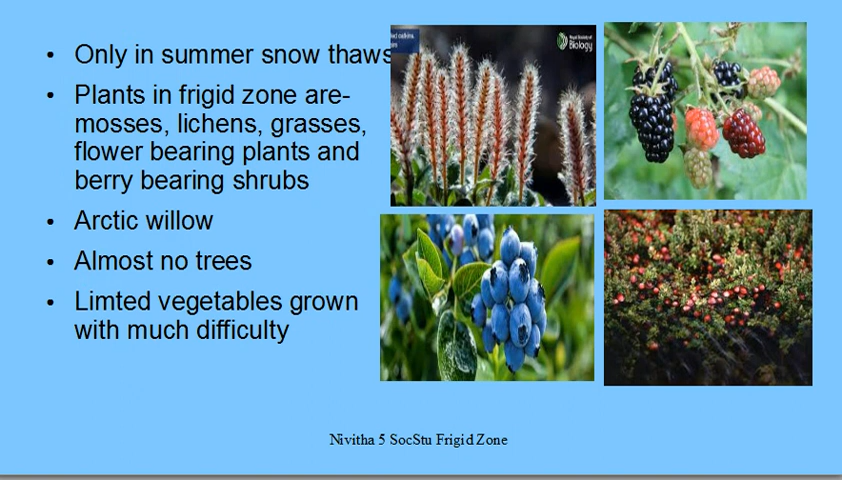 • Only in summer snow thaws
• Plants in frigid zone are-
mosses, lichens, grasses,
flower bearing plants and
berry bearing shrubs
• Arctic willow
• Almost no trees
• Limted vegetables grown
with much difficulty
Biology
Nivitha 5 SocStu Frigid Zone